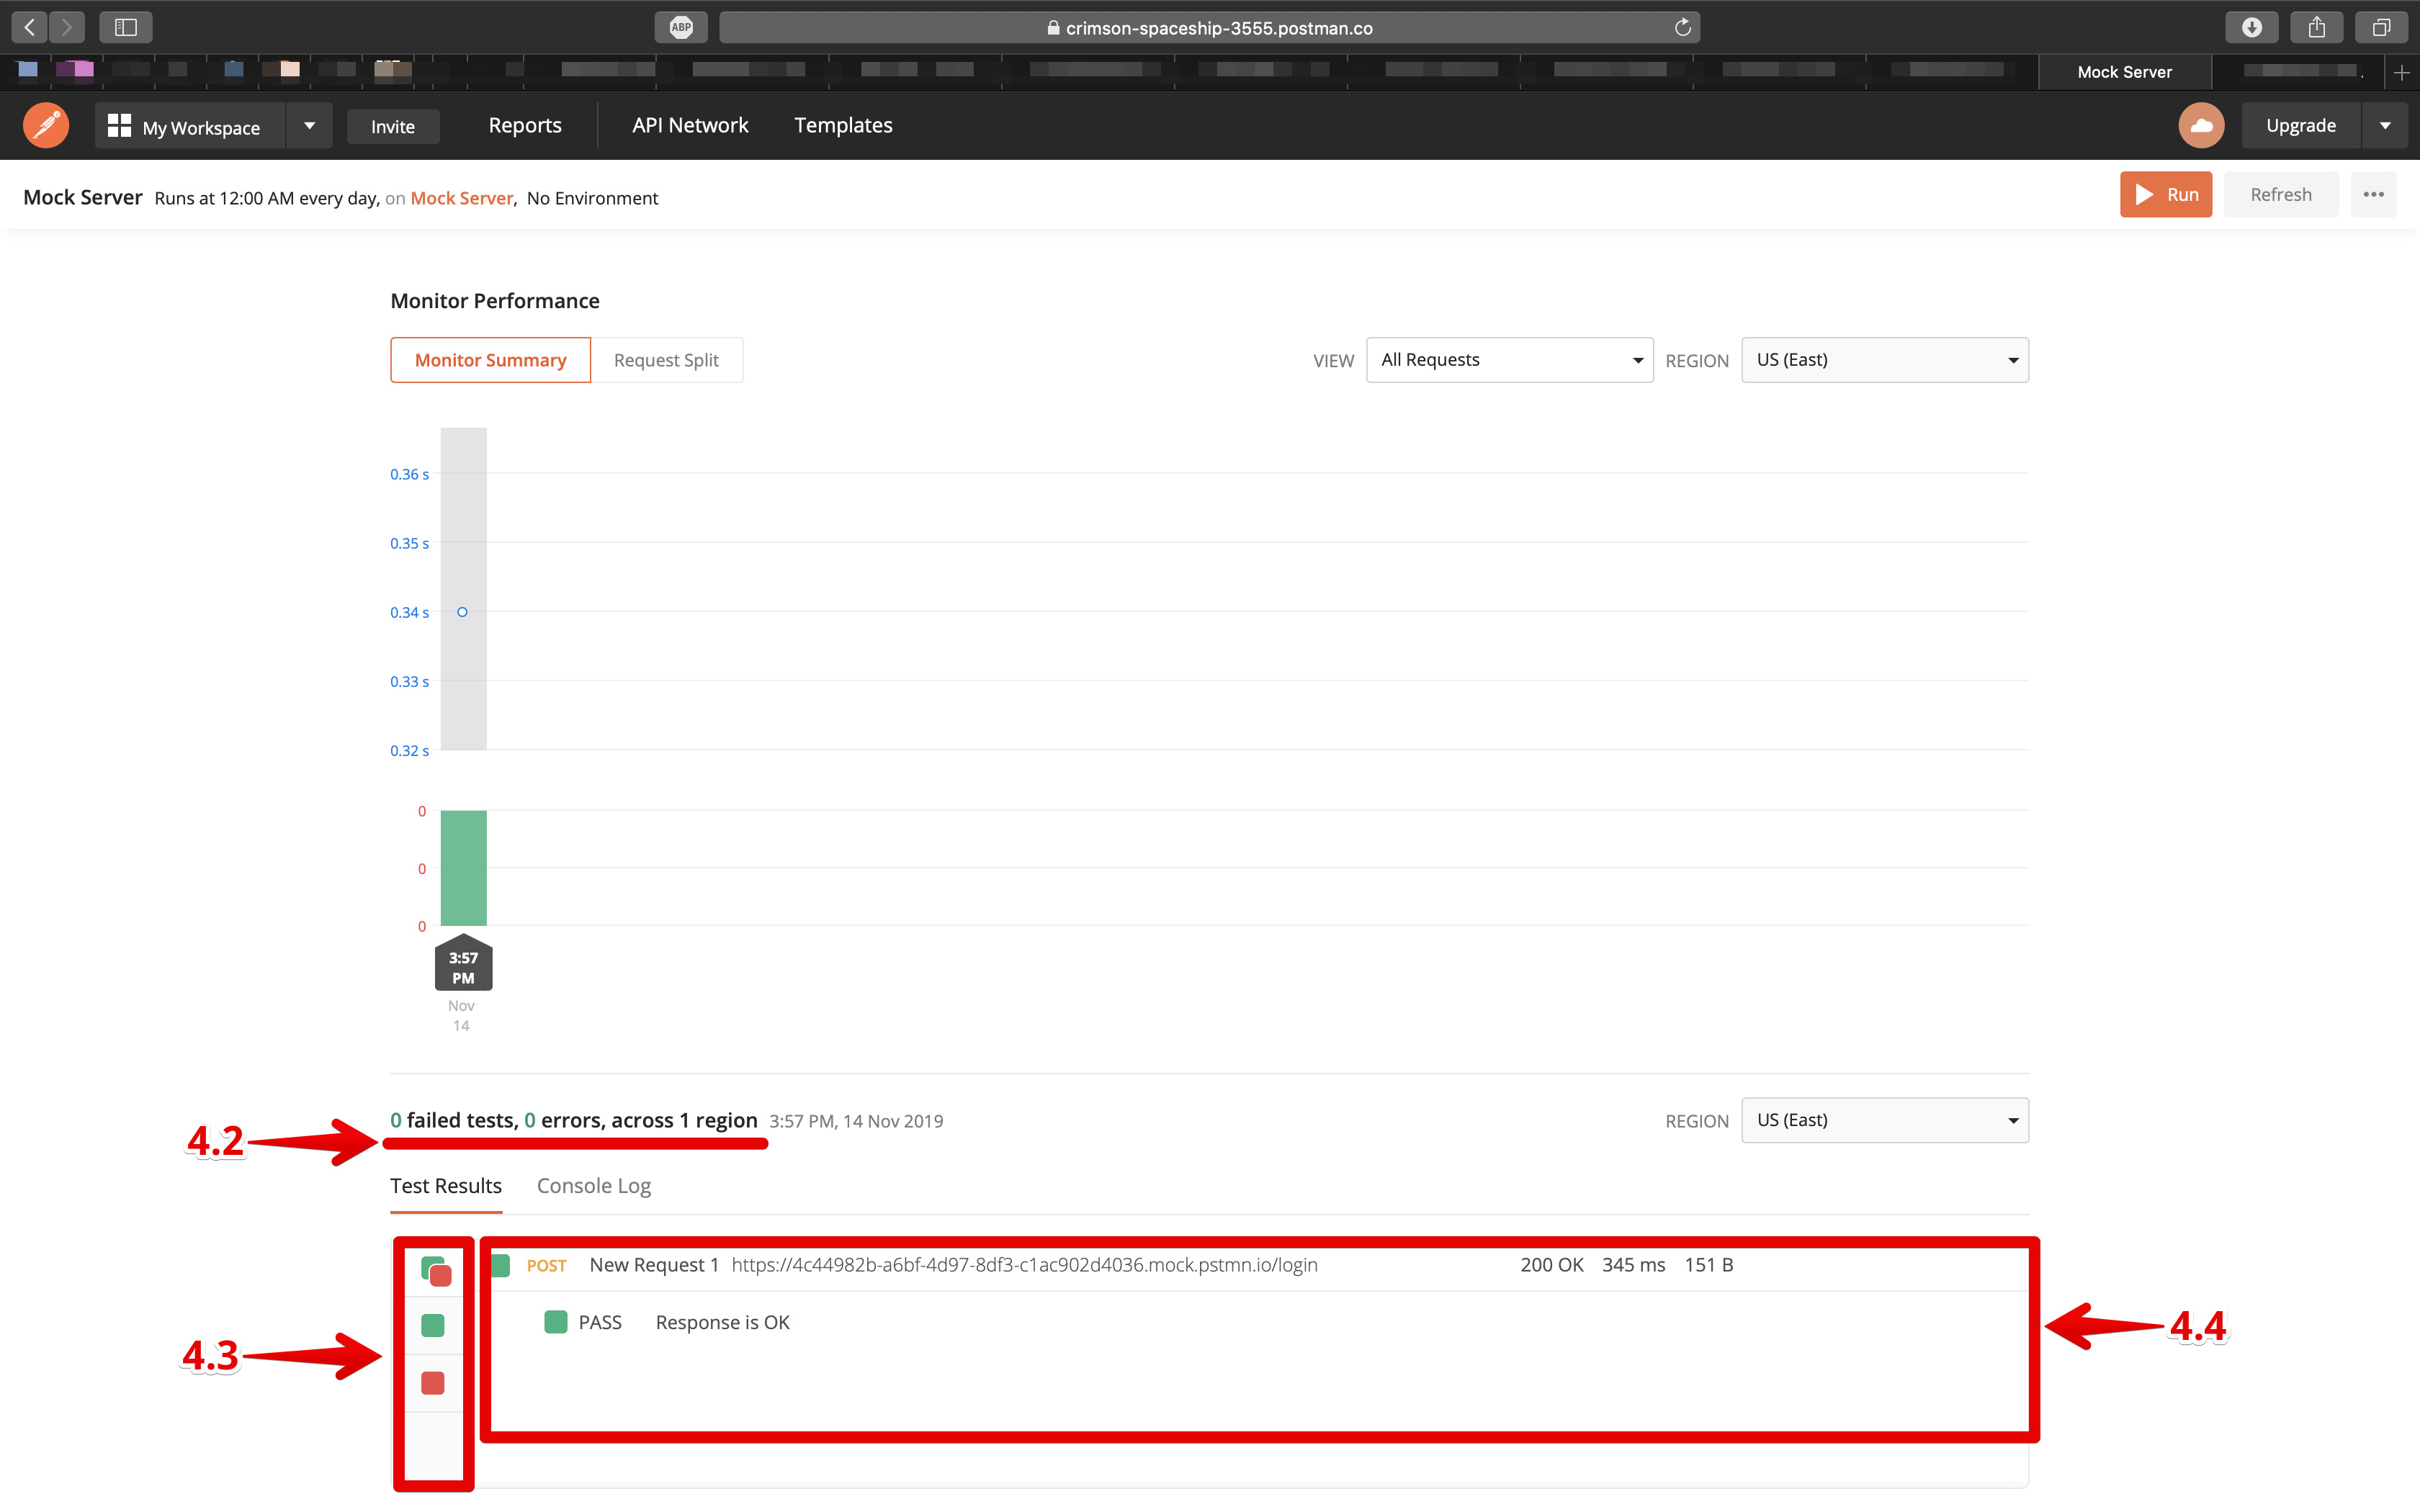 ABP
crimson-spaceship-3555.postman.co
Mock Server
My Workspace
Invite
Reports
API Network
Templates
Upgrade
Mock Server Runs at 12:00 AM every day, on Mock Server, No Environment
Run
Refresh
Monitor Performance
Monitor Summary
Request Split
VIEW
All Requests
REGION
US (East)
0.36 s
0.35 s
0.34 s
0.33 s
0.32 s
0
0
0
3:57
PM
Nov
14
0 failed tests, 0 errors, across 1 region 3:57 PM, 14 Nov 2019
REGION
US (East)
4.2
Test Results
Console Log
POST New Request 1 https://4c44982b-a6bf-4d97-8df3-c1ac902d4036.mock.pstmn.io/login 200 OK 345 ms 151 B
PASS Response is OK
4.3
4.4